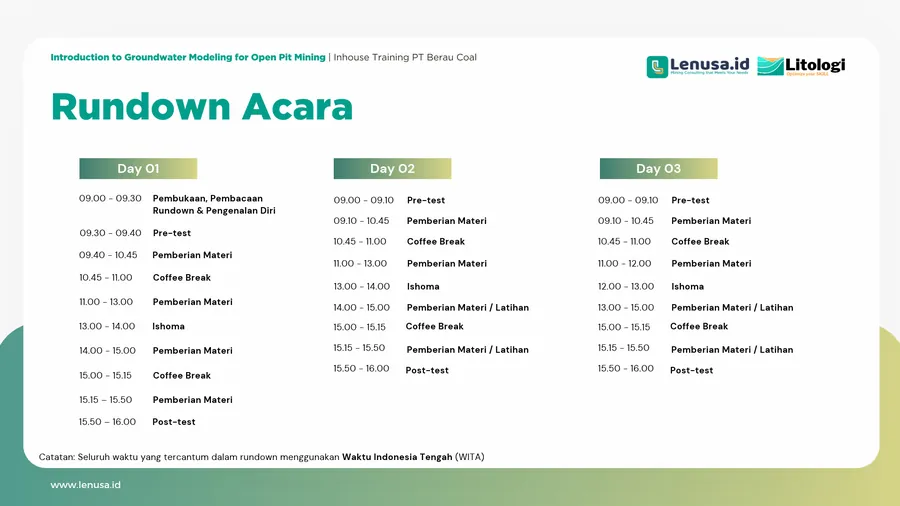 Introduction to Groundwater Modeling for Open Pit Mining | Inhouse Training PT Berau Coal
Lenusa.id
Mining Consulting that Meets Your Needs
Litologi
Optimize your SKILL
Rundown Acara
Day 01
09.00 - 09.30 Pembukaan, Pembacaan
Rundown & Pengenalan Diri
09.30 - 09.40 Pre-test
09.40 - 10.45 Pemberian Materi
10.45 - 11.00 Coffee Break
11.00 - 13.00 Pemberian Materi
13.00 - 14.00 Ishoma
14.00 - 15.00 Pemberian Materi
15.00 - 15.15 Coffee Break
15.15 – 15.50 Pemberian Materi
15.50 - 16.00 Post-test
Day 02
09.00 - 09.10 Pre-test
09.10 - 10.45 Pemberian Materi
10.45 - 11.00 Coffee Break
11.00 - 13.00 Pemberian Materi
13.00 - 14.00 Ishoma
14.00 - 15.00 Pemberian Materi / Latihan
15.00 - 15.15 Coffee Break
15.15 – 15.50 Pemberian Materi / Latihan
15.50 - 16.00 Post-test
Day 03
09.00 - 09.10 Pre-test
09.10 - 10.45 Pemberian Materi
10.45 - 11.00 Coffee Break
11.00 - 12.00 Pemberian Materi
12.00 - 13.00 Ishoma
13.00 - 15.00 Pemberian Materi / Latihan
15.00 - 15.15 Coffee Break
15.15 – 15.50 Pemberian Materi / Latihan
15.50 - 16.00 Post-test
Catatan: Seluruh waktu yang tercantum dalam rundown menggunakan Waktu Indonesia Tengah (WITA)
www.lenusa.id